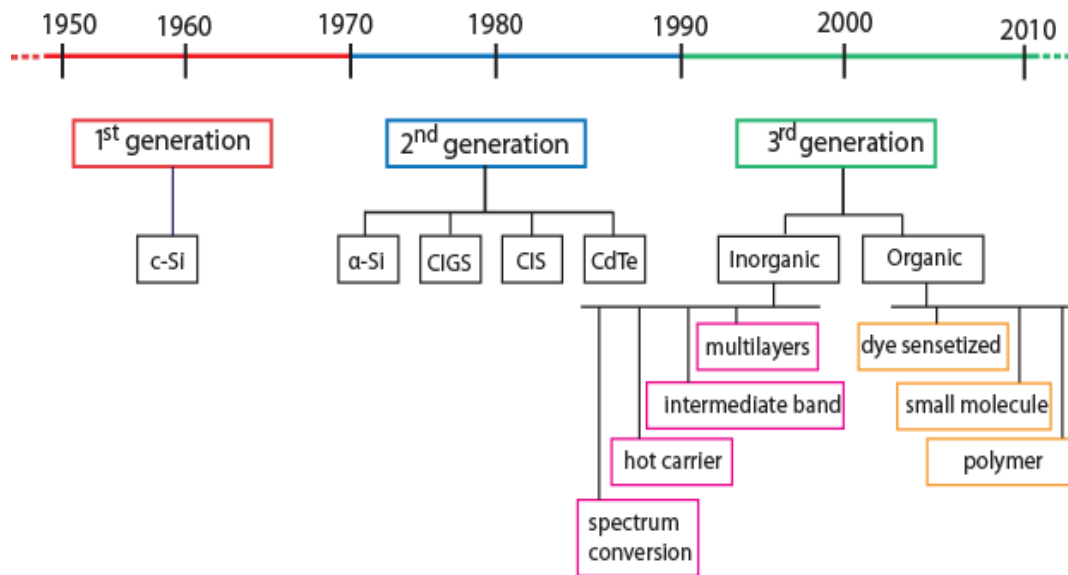 1950
1960
1970
1980
1990
2000
2010
1st generation
2nd generation
3rd generation
c-Si
α-Si
CIGS
CIS
CdTe
Inorganic
Organic
multilayers
dye sensetized
intermediate band
small molecule
hot carrier
polymer
spectrum
conversion